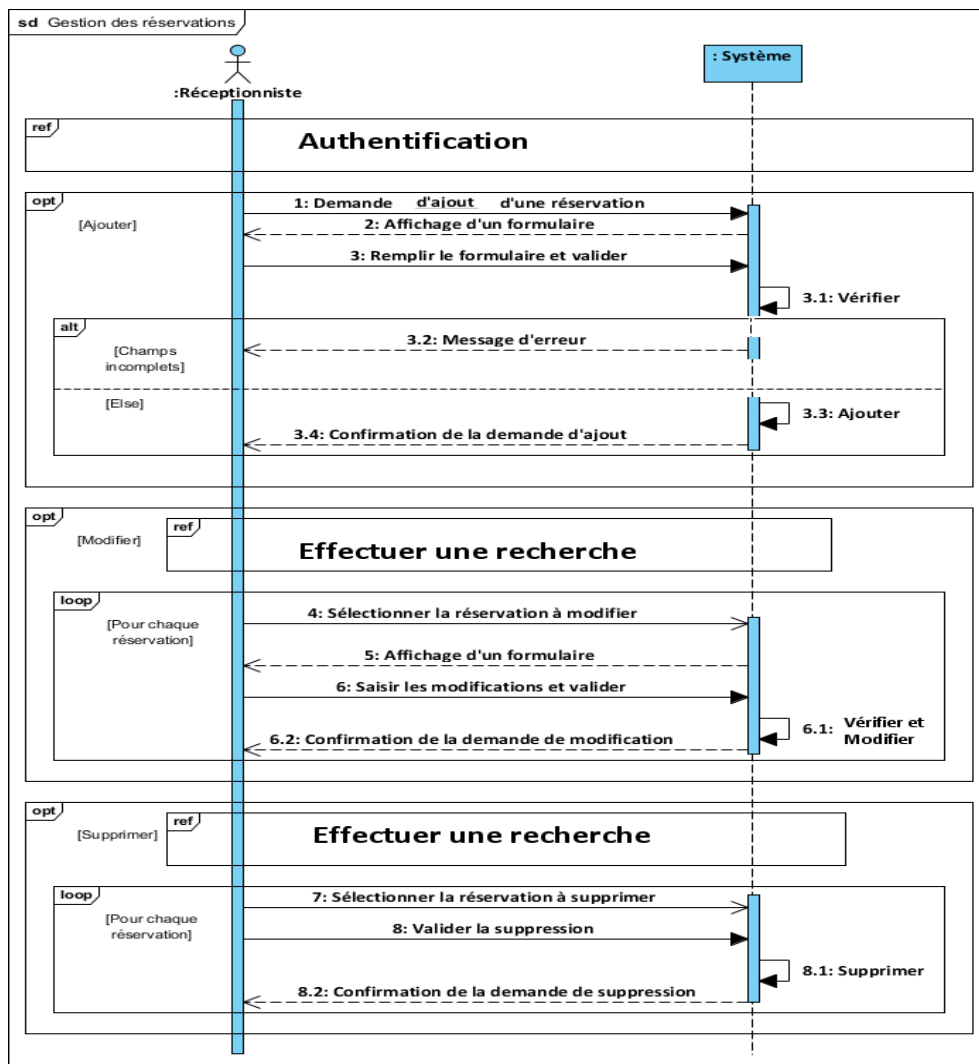 sd Gestion des réservations
: Système
:Réceptionniste
ref
Authentification
opt
[Ajouter]
1: Demande d'ajout d'une réservation
2: Affichage d'un formulaire
3: Remplir le formulaire et valider
3.1: Vérifier
alt
[Champs
incomplets]
3.2: Message d'erreur
[Else]
3.3: Ajouter
3.4: Confirmation de la demande d'ajout
opt
[Modifier]
ref
Effectuer une recherche
loop
[Pour chaque
réservation]
4: Sélectionner la réservation à modifier
5: Affichage d'un formulaire
6: Saisir les modifications et valider
6.1: Vérifier et
Modifier
6.2: Confirmation de la demande de modification
opt
[Supprimer]
ref
Effectuer une recherche
loop
[Pour chaque
réservation]
7: Sélectionner la réservation à supprimer
8: Valider la suppression
8.1: Supprimer
8.2: Confirmation de la demande de suppression